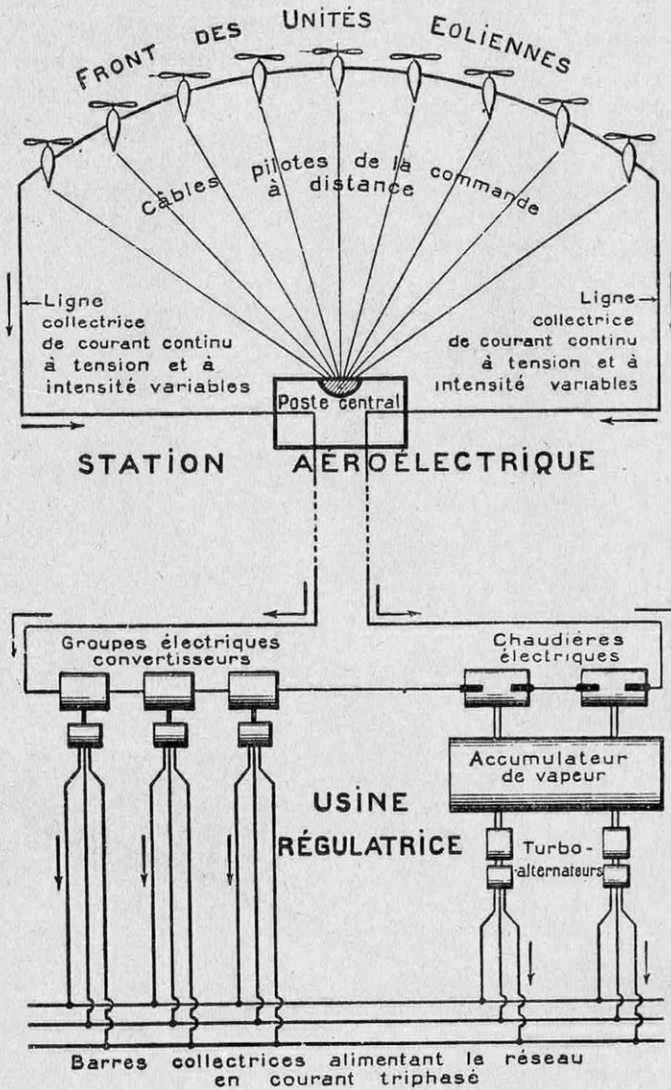 FRONT DES UNITÉS EOLIENNES
Câbles pilotes de la commande
à distance
Ligne
collectrice
de courant continu
à tension et à
intensité variables
Ligne
collectrice
de courant continu
à tension et à
intensité variables
Poste central
STATION AÉROÉLECTRIQUE
Groupes électriques
convertisseurs
Chaudières
électriques
Accumulateur
de vapeur
USINE
RÉGULATRICE
Turbo-
alternateurs
Barres collectrices alimentant le réseau
en courant triphasé